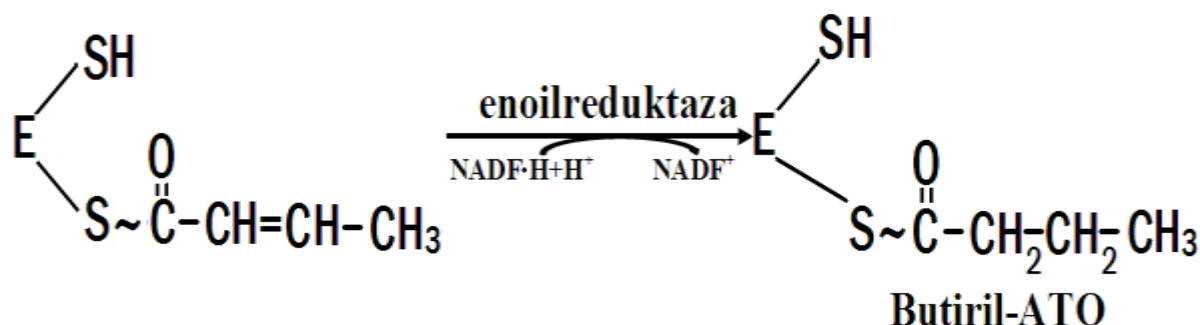 SH
E
O
S~C-CH=CH-CH₃
enoilreduktaza
NADF·H+H⁺ NADF⁺
SH
E
O
S~C-CH₂-CH₂-CH₃
Butiril-ATO